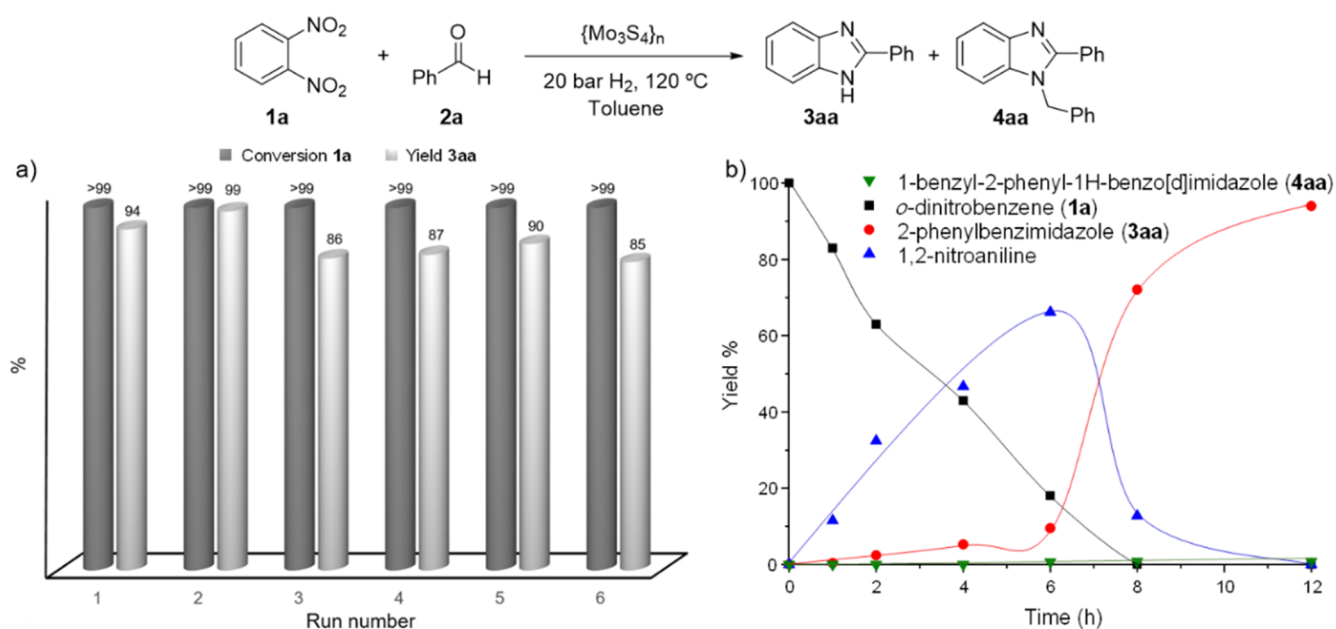 NO₂
NO₂
1a
+
O
Ph
H
2a
{Mo₃S₄}ₙ
20 bar H₂, 120 ºC
Toluene
N
Ph
N
H
3aa
+
N
Ph
N
Ph
4aa
a)
Conversion 1a
Yield 3aa
>99
94
>99
99
>99
86
>99
87
>99
90
>99
85
%
1 2 3 4 5 6
Run number
b)
1-benzyl-2-phenyl-1H-benzo[d]imidazole (4aa)
o-dinitrobenzene (1a)
2-phenylbenzimidazole (3aa)
1,2-nitroaniline
100
80
60
40
20
0
Yield %
0 2 4 6 8 10 12
Time (h)